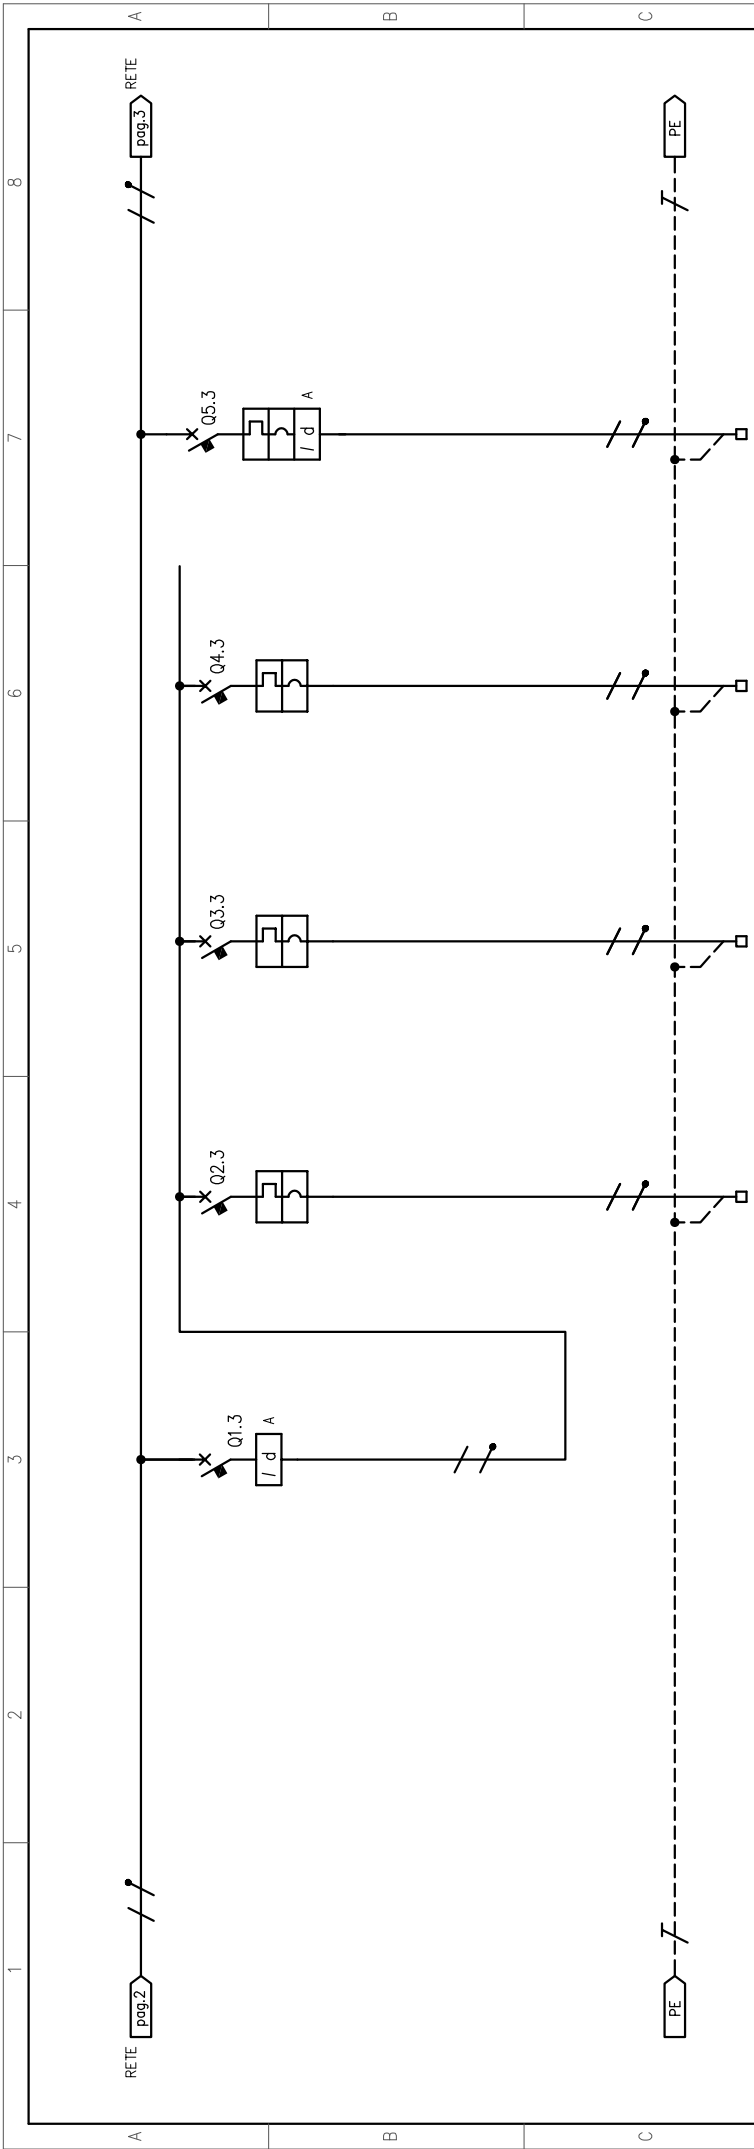 1 2 3 4 5 6 7 8
A A
RETE RETE
pag.2 pag.3
Q1.3 Q2.3 Q3.3 Q4.3 Q5.3
I d A
I d A
B B
C C
PE PE